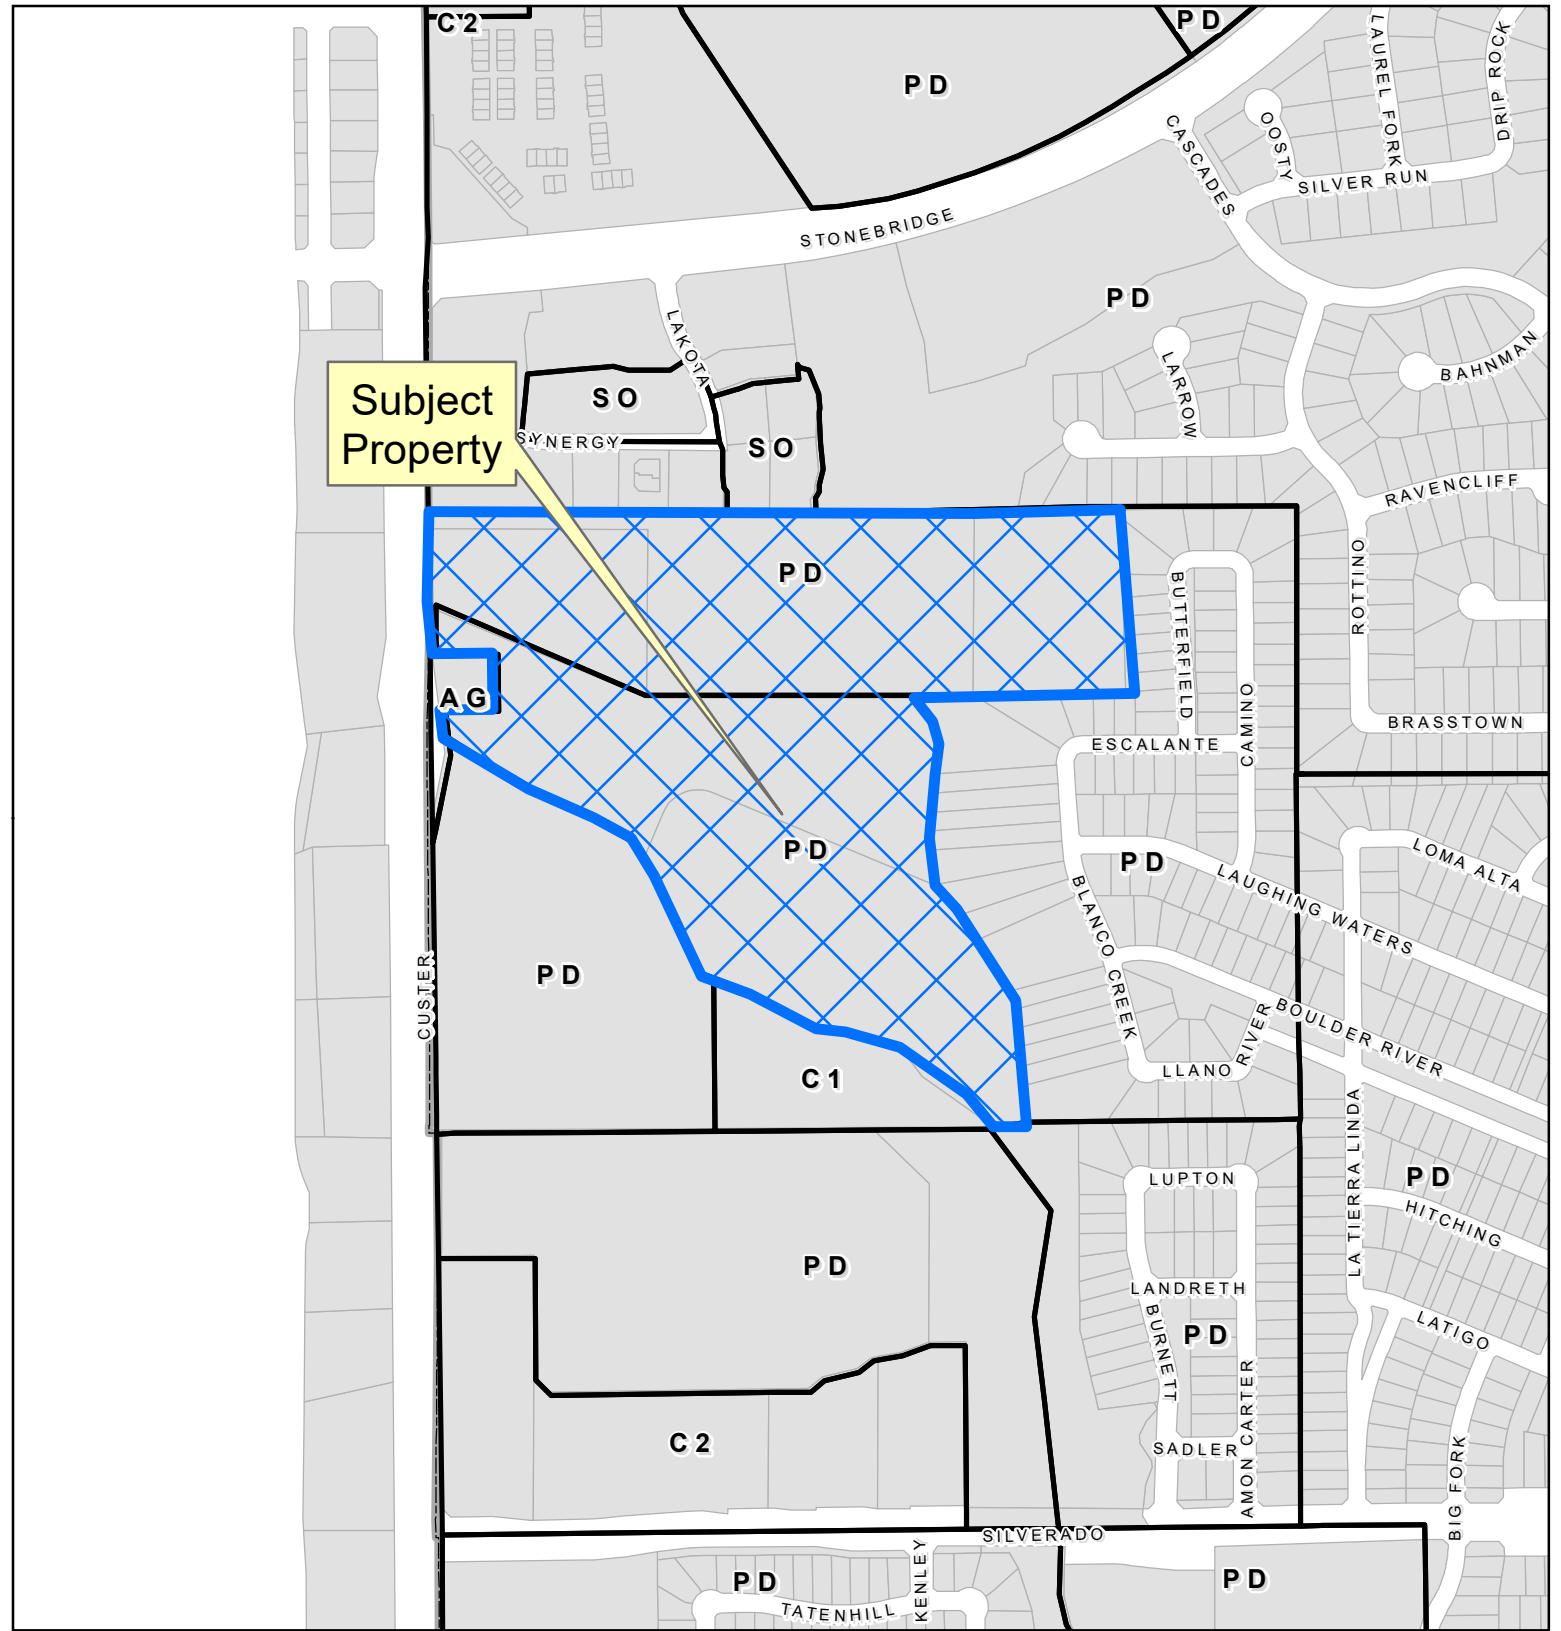 C 2
P D
P D
LAUREL FORK
DRIP ROCK
OOSTY
CASCADES
SILVER RUN
STONEBRIDGE
P D
LAKOTA
LARROW
BAHNMAN
Subject
Property
S O
SYNERGY
S O
RAVENCLIFF
ROTTINO
P D
BUTTERFIELD
CAMINO
A G
BRASSTOWN
ESCALANTE
P D
P D
LOMA ALTA
LAUGHING WATERS
BLANCO CREEK
P D
CUSTER
BOULDER RIVER
LLANO RIVER
C 1
LA TIERRA LINDA
LUPTON
P D
HITCHING
P D
LANDRETH
BURNETT
P D
LATIGO
AMON CARTER
C 2
SADLER
BIG FORK
SILVERADO
KENLEY
P D
P D
TATENHILL